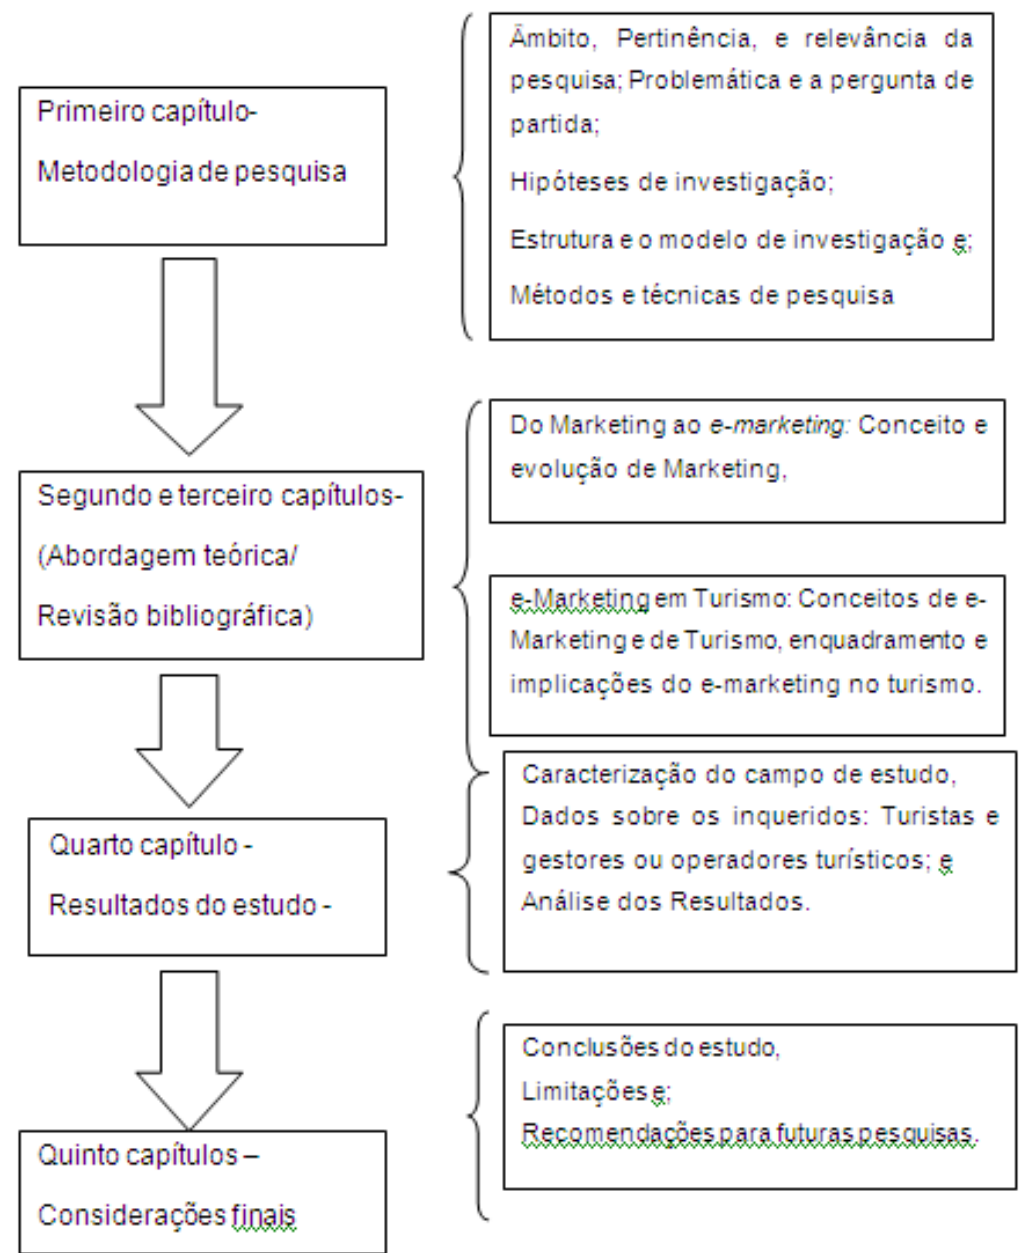 Primeiro capítulo-
Metodologia de pesquisa
Âmbito, Pertinência, e relevância da
pesquisa; Problemática e a pergunta de
partida;
Hipóteses de investigação;
Estrutura e o modelo de investigação e;
Métodos e técnicas de pesquisa
Segundo e terceiro capítulos-
(Abordagem teórica/
Revisão bibliográfica)
Do Marketing ao e-marketing: Conceito e
evolução de Marketing,
e-Marketing em Turismo: Conceitos de e-
Marketing e de Turismo, enquadramento e
implicações do e-marketing no turismo.
Quarto capítulo -
Resultados do estudo -
Caracterização do campo de estudo,
Dados sobre os inqueridos: Turistas e
gestores ou operadores turísticos; e
Análise dos Resultados.
Quinto capítulos –
Considerações finais
Conclusões do estudo,
Limitações e;
Recomendações para futuras pesquisas.